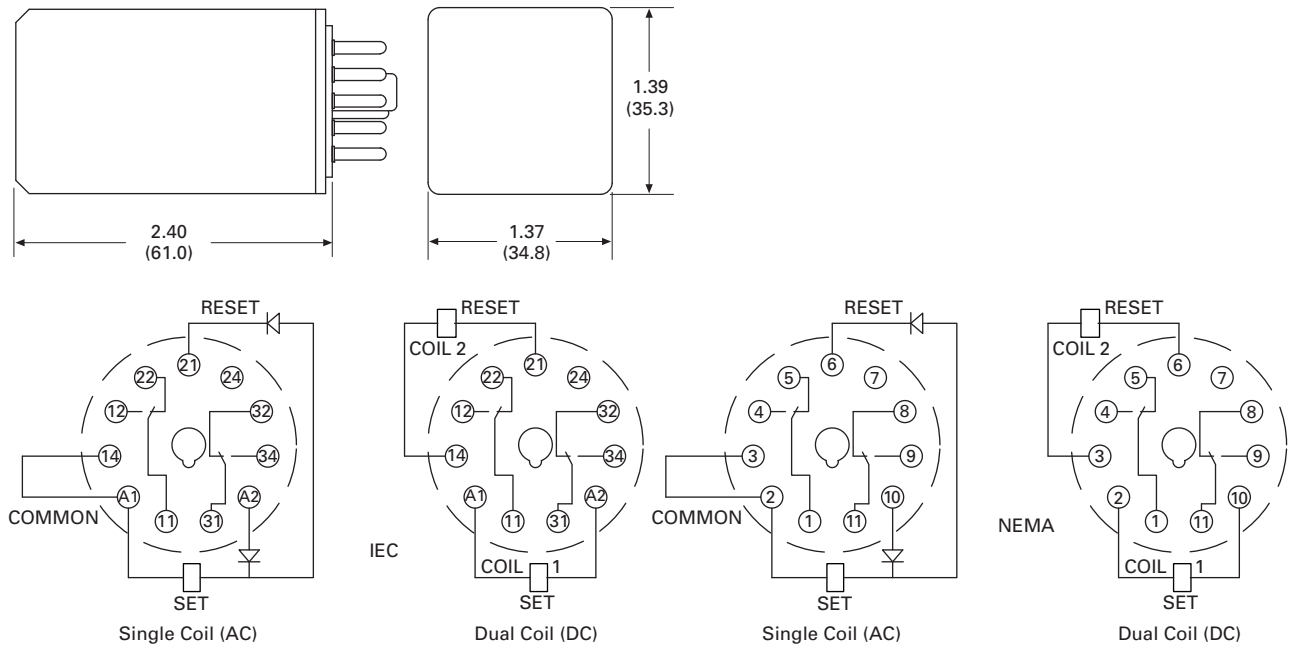 1.39
(35.3)
2.40
(61.0)
1.37
(34.8)
RESET
21
22
24
12
32
14
34
A1
A2
COMMON
11
31
SET
Single Coil (AC)
IEC
RESET
COIL 2
21
22
24
12
32
14
34
A1
A2
11
31
COIL 1
SET
Dual Coil (DC)
RESET
6
5
7
4
8
3
9
2
10
COMMON
1
11
SET
Single Coil (AC)
NEMA
RESET
COIL 2
6
5
7
4
8
3
9
2
10
1
11
COIL 1
SET
Dual Coil (DC)